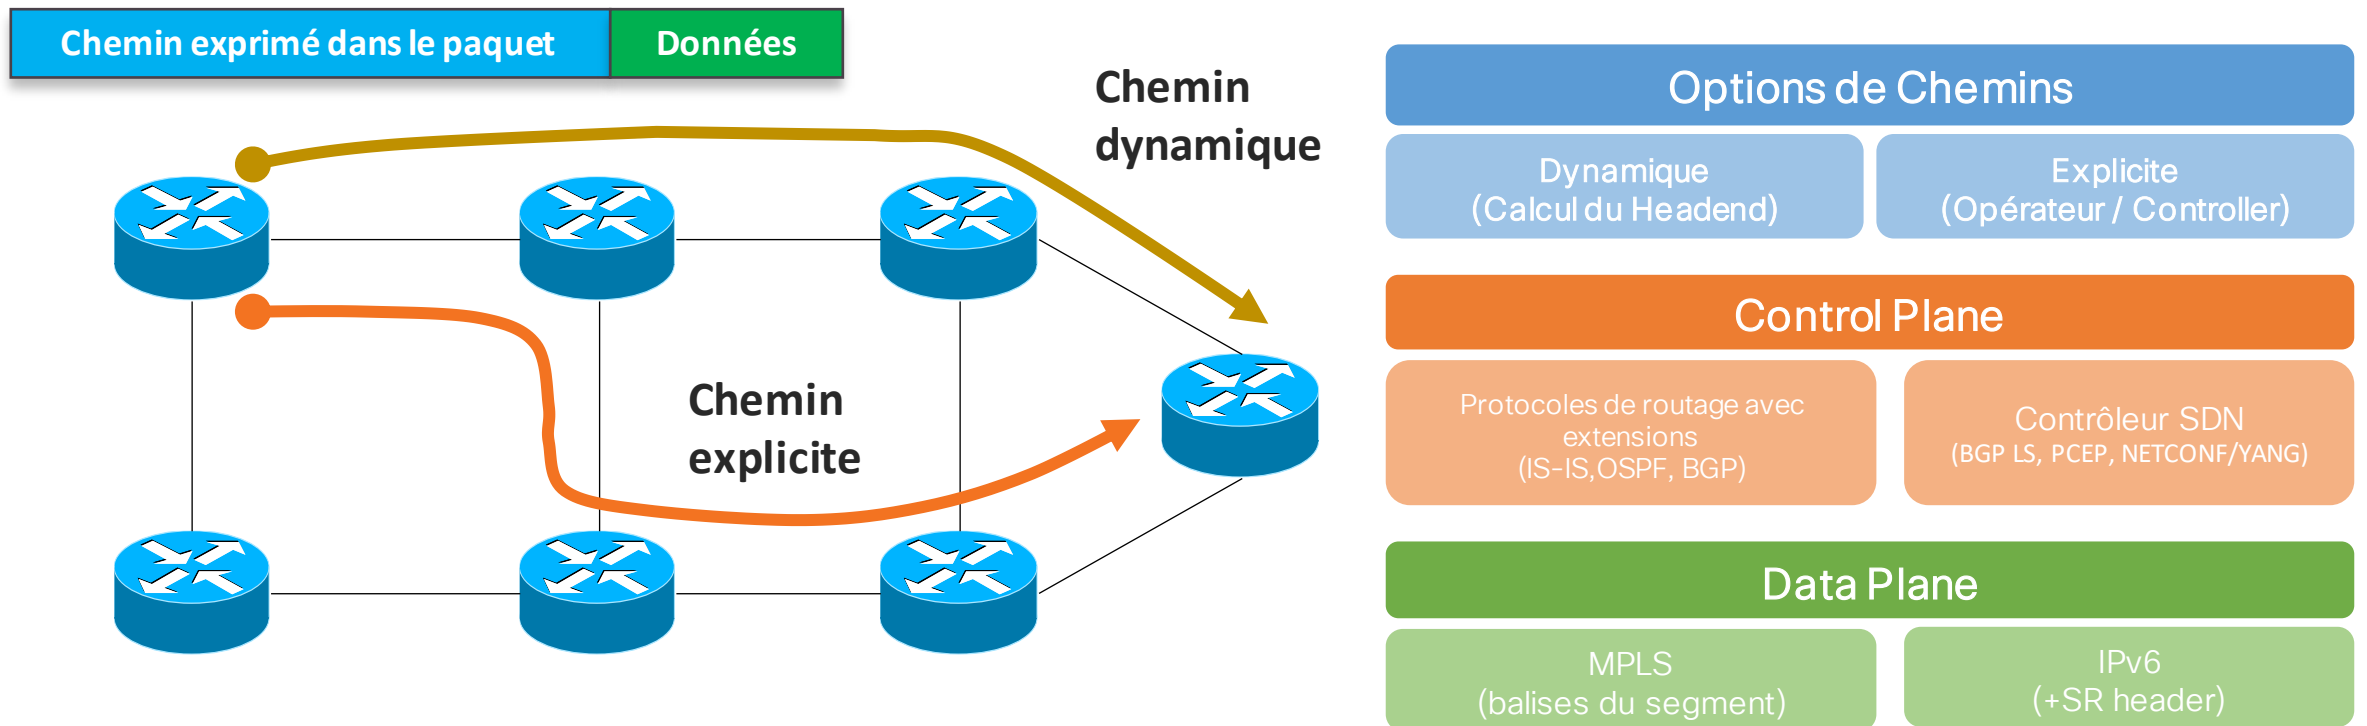 Chemin exprimé dans le paquet
Données
Chemin
dynamique
Chemin
explicite
Options de Chemins
Dynamique
(Calcul du Headend)
Explicite
(Opérateur / Controller)
Control Plane
Protocoles de routage avec
extensions
(IS-IS,OSPF, BGP)
Contrôleur SDN
(BGP LS, PCEP, NETCONF/YANG)
Data Plane
MPLS
(balises du segment)
IPv6
(+SR header)